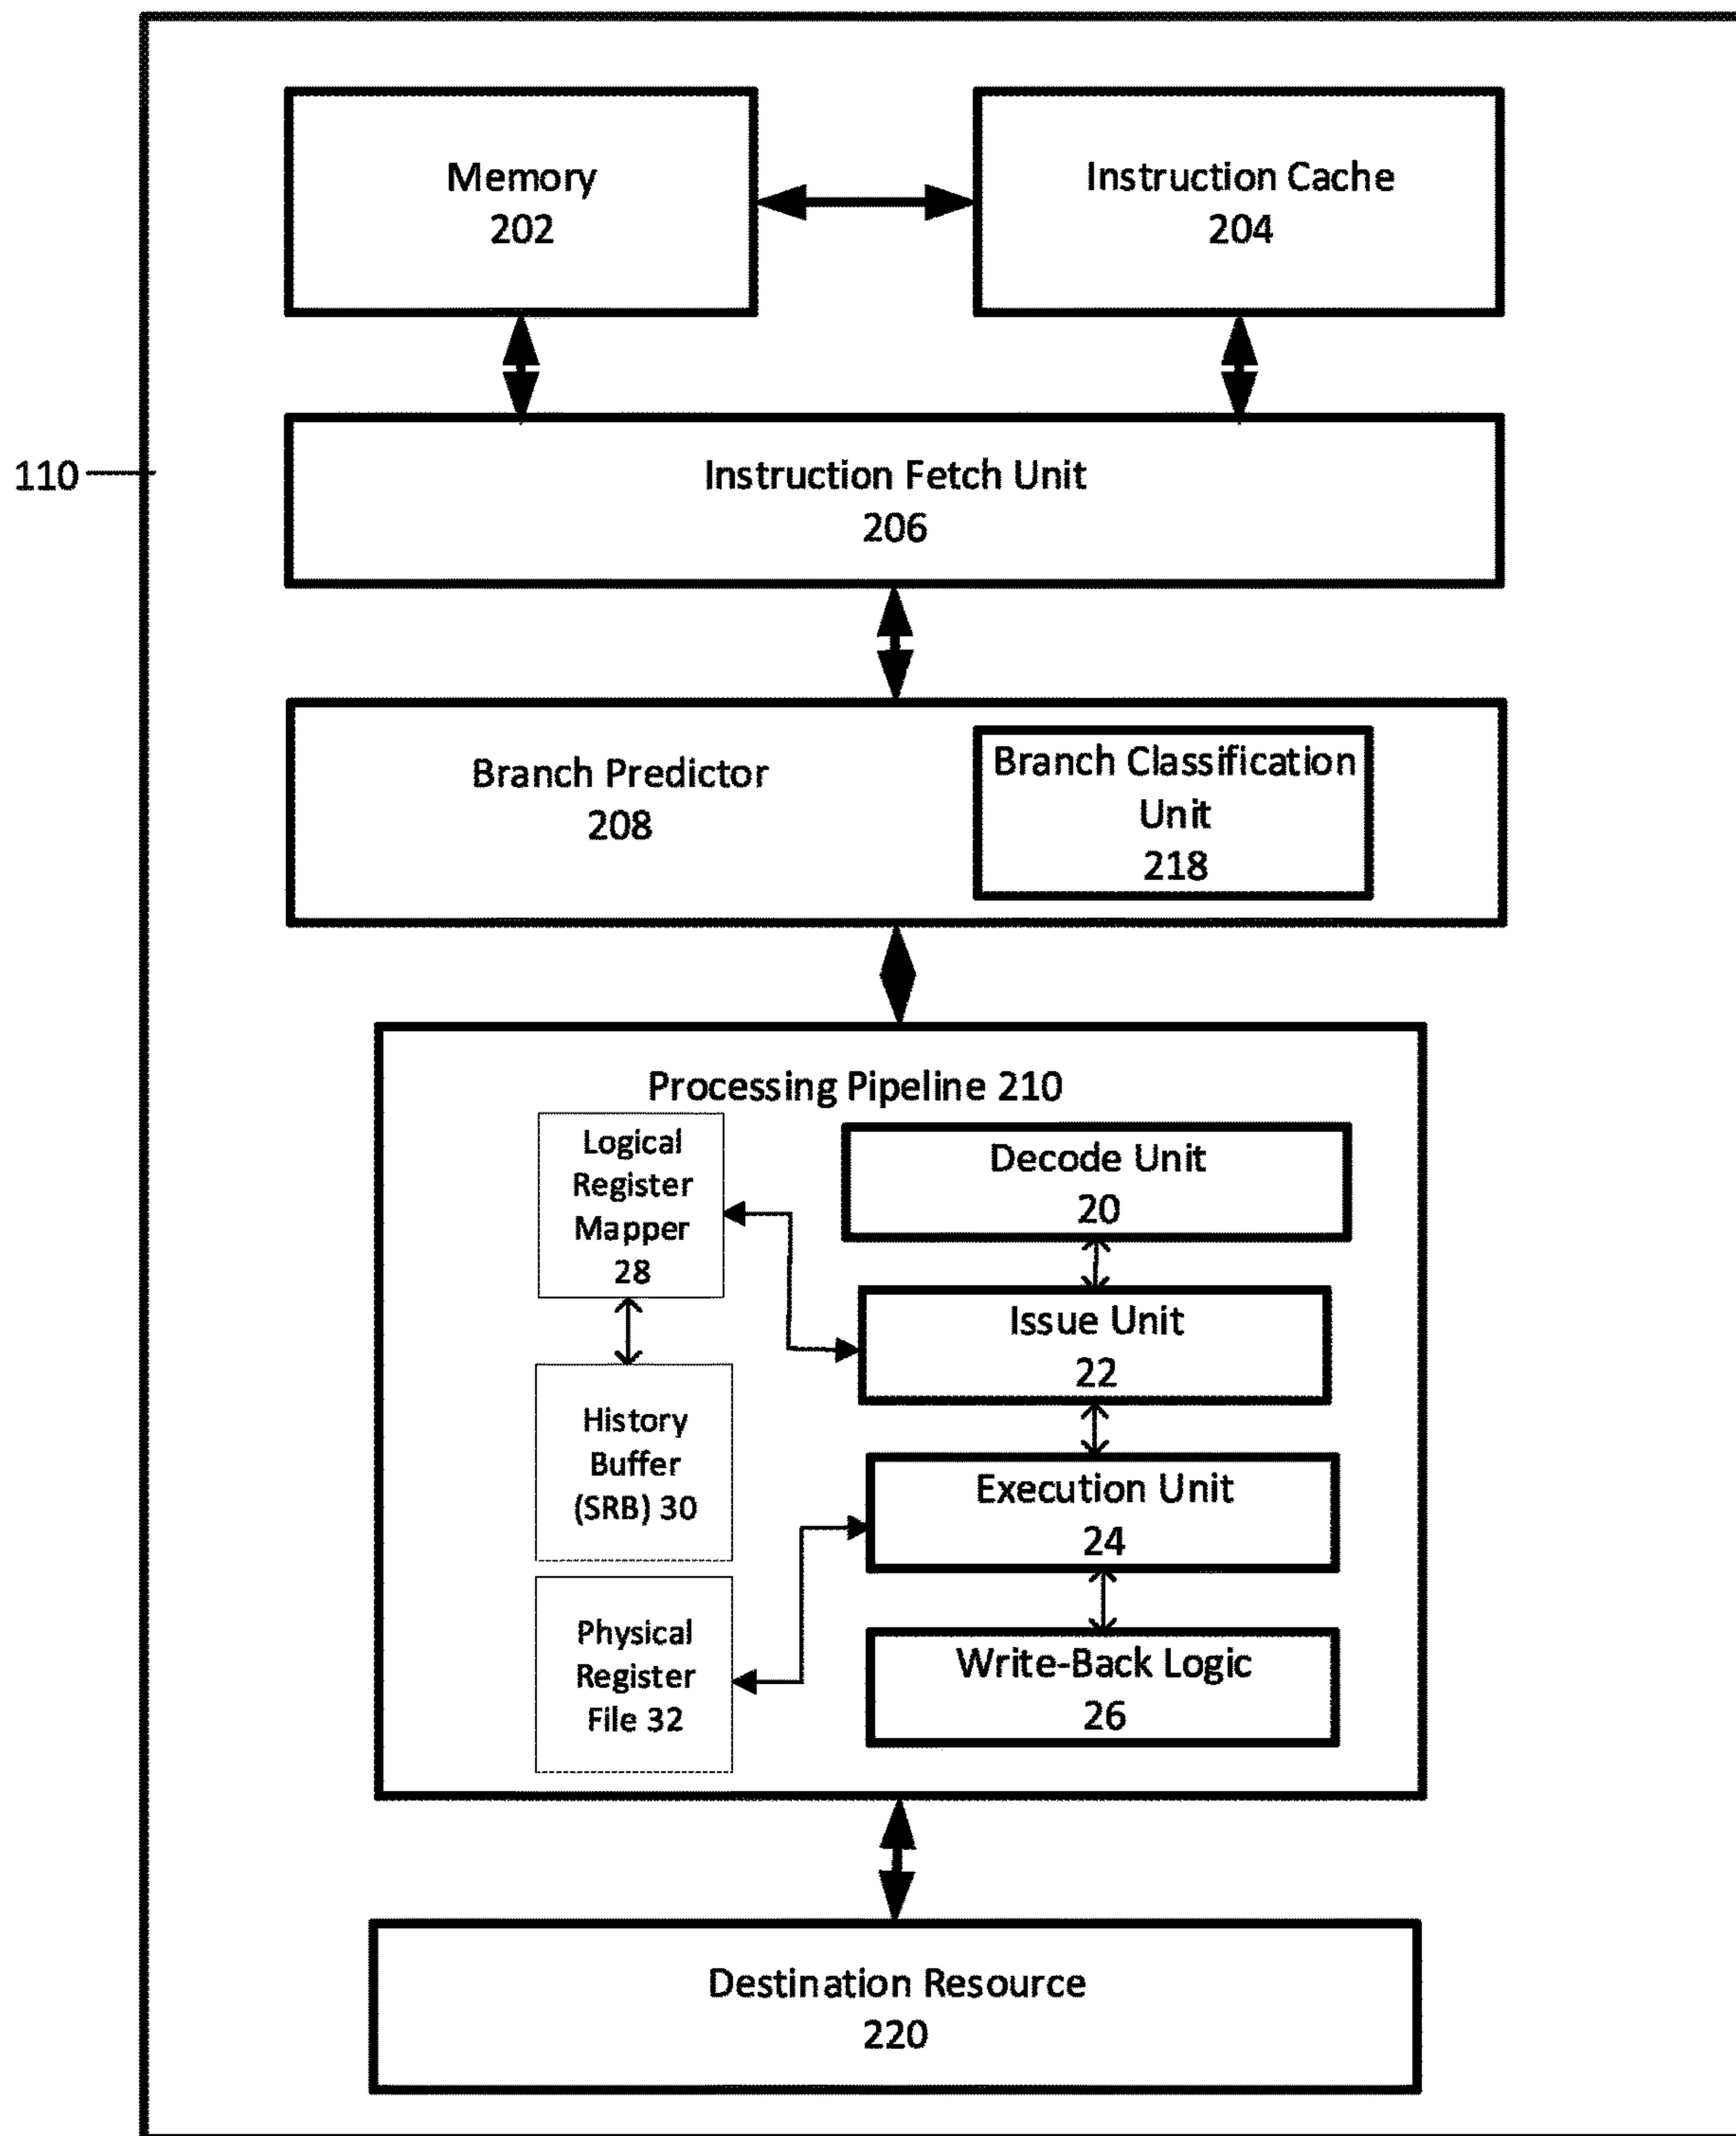 Memory
202
Instruction Cache
204
110
Instruction Fetch Unit
206
Branch Predictor
208
Branch Classification
Unit
218
Processing Pipeline 210
Logical
Register
Mapper
28
Decode Unit
20
Issue Unit
22
History
Buffer
(SRB) 30
Execution Unit
24
Physical
Register
File 32
Write-Back Logic
26
Destination Resource
220